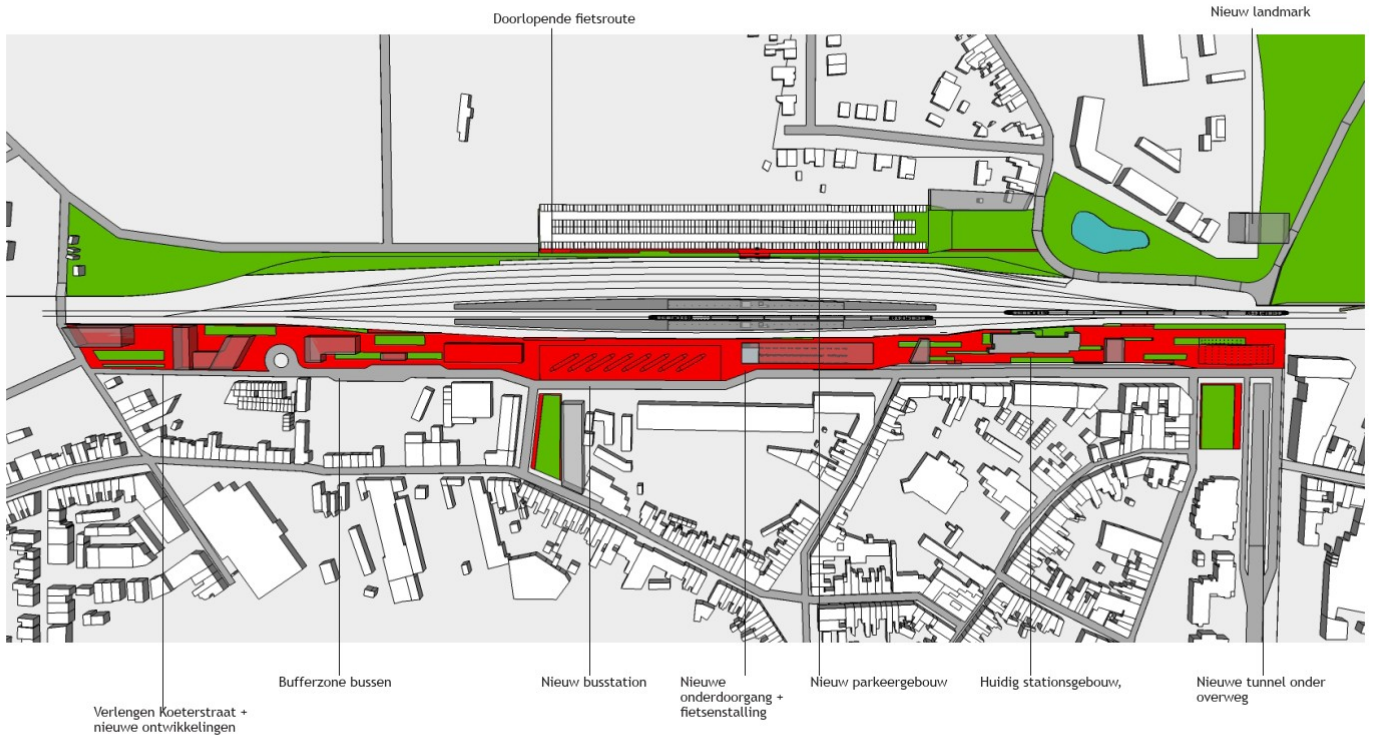 Doorlopende fietsroute
Nieuw landmark
Bufferzone bussen
Nieuw busstation
Nieuwe
onderdoorgang +
fietsenstalling
Nieuw parkeergebouw
Huidig stationsgebouw,
Nieuwe tunnel onder
overweg
Verlengen Koeterstraat +
nieuwe ontwikkelingen